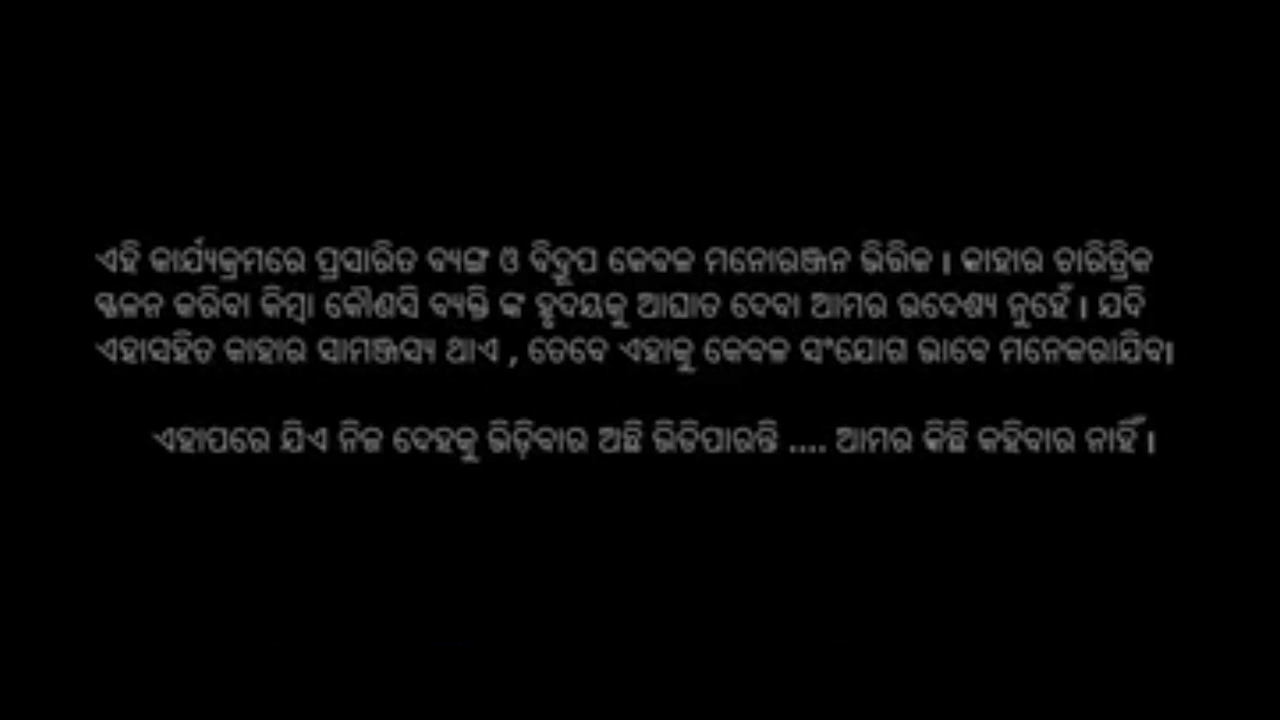 ଏହି କାର୍ଯ୍ୟକ୍ରମରେ ପ୍ରସାରିତ ବ୍ୟଙ୍ଗ ଓ ବିଦ୍ରୁପ କେବଳ ମନୋରଞ୍ଜନ ଭିତ୍ତିକ । କାହାର ଚାରିତ୍ରିକ
ସ୍ଖଳନ କରିବା କିମ୍ବା କୌଣସି ବ୍ୟକ୍ତି ଙ୍କ ହୃଦୟକୁ ଆଘାତ ଦେବା ଆମର ଉଦେଶ୍ୟ ନୁହେଁ । ଯଦି
ଏହାସହିତ କାହାର ସାମଞ୍ଜସ୍ୟ ଥାଏ , ତେବେ ଏହାକୁ କେବଳ ସଂଯୋଗ ଭାବେ ମନେକରାଯିବ।
ଏହାପରେ ଯିଏ ନିଜ ଦେହକୁ ଭିଡ଼ିବାର ଅଛି ଭିଡିପାରନ୍ତି .... ଆମର କିଛି କହିବାର ନାହିଁ ।